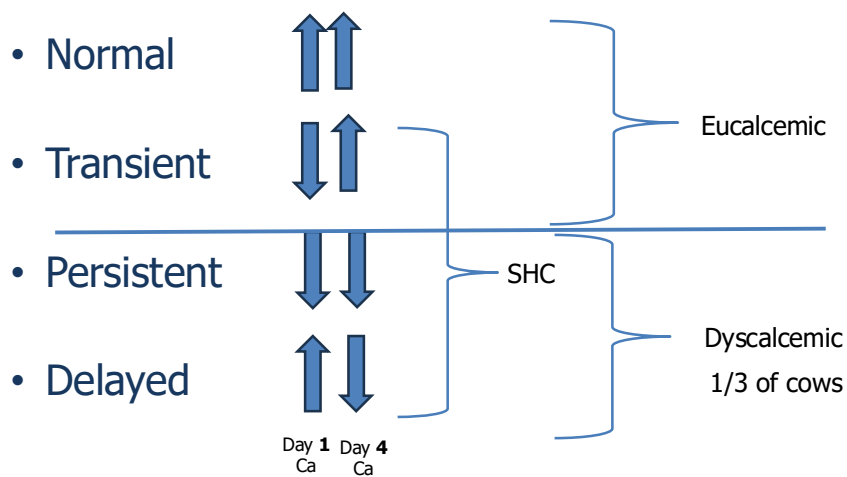 • Normal
Eucalcemic
• Transient
• Persistent
SHC
Dyscalcemic
1/3 of cows
• Delayed
Day 1 Day 4
Ca Ca